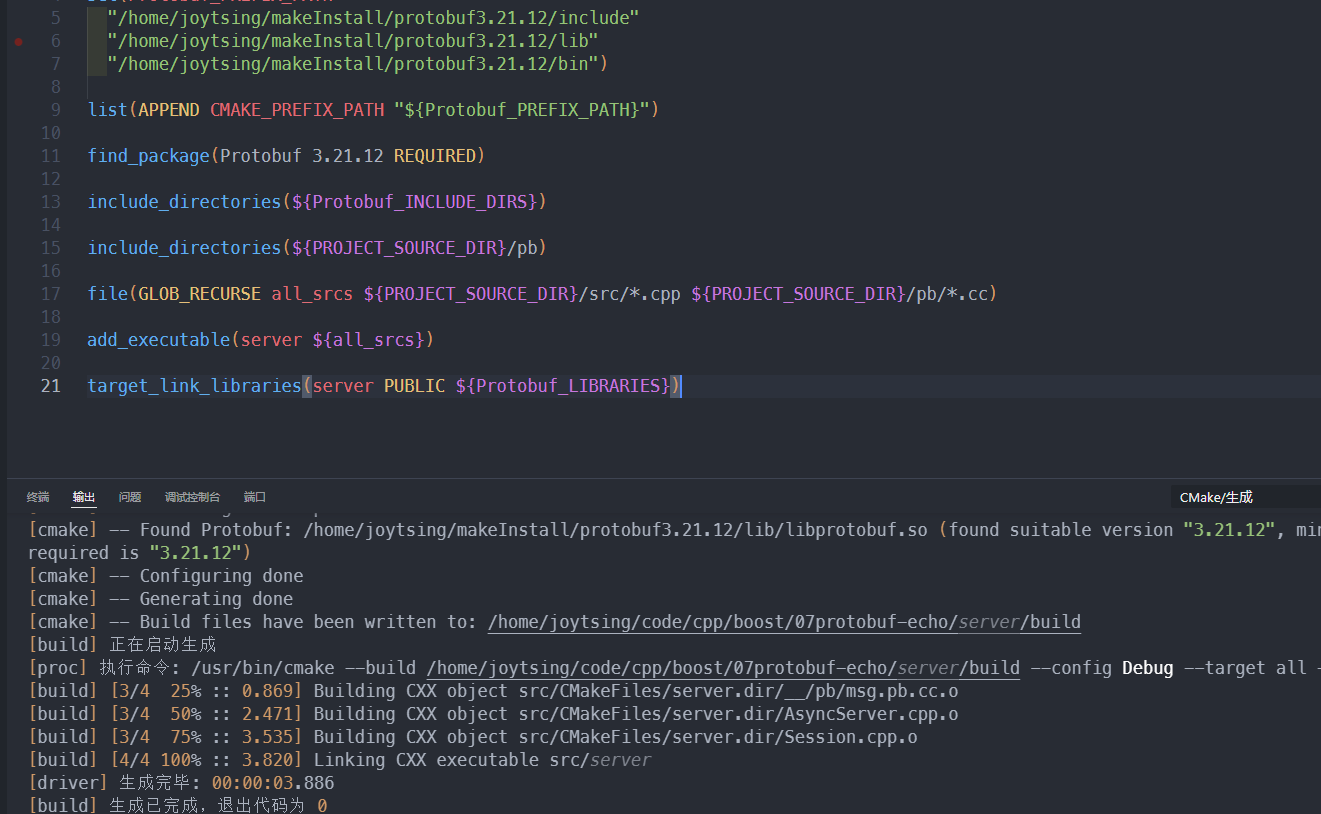 5 "/home/joytsing/makeInstall/protobuf3.21.12/include"
6 "/home/joytsing/makeInstall/protobuf3.21.12/lib"
7 "/home/joytsing/makeInstall/protobuf3.21.12/bin")
8
9 list(APPEND CMAKE_PREFIX_PATH "${Protobuf_PREFIX_PATH}")
10
11 find_package(Protobuf 3.21.12 REQUIRED)
12
13 include_directories(${Protobuf_INCLUDE_DIRS})
14
15 include_directories(${PROJECT_SOURCE_DIR}/pb)
16
17 file(GLOB_RECURSE all_srcs ${PROJECT_SOURCE_DIR}/src/*.cpp ${PROJECT_SOURCE_DIR}/pb/*.cc)
18
19 add_executable(server ${all_srcs})
20
21 target_link_libraries(server PUBLIC ${Protobuf_LIBRARIES})
终端 输出 问题 调试控制台 端口 CMake/生成
[cmake] -- Found Protobuf: /home/joytsing/makeInstall/protobuf3.21.12/lib/libprotobuf.so (found suitable version "3.21.12",
required is "3.21.12")
[cmake] -- Configuring done
[cmake] -- Generating done
[cmake] -- Build files have been written to: /home/joytsing/code/cpp/boost/07protobuf-echo/server/build
[build] 正在启动生成
[proc] 执行命令: /usr/bin/cmake --build /home/joytsing/code/cpp/boost/07protobuf-echo/server/build --config Debug --target all -
[build] [3/4 25% :: 0.869] Building CXX object src/CMakeFiles/server.dir/__/pb/msg.pb.cc.o
[build] [3/4 50% :: 2.471] Building CXX object src/CMakeFiles/server.dir/AsyncServer.cpp.o
[build] [3/4 75% :: 3.535] Building CXX object src/CMakeFiles/server.dir/Session.cpp.o
[build] [4/4 100% :: 3.820] Linking CXX executable src/server
[driver] 生成完毕: 00:00:03.886
[build] 生成已完成，退出代码为 0